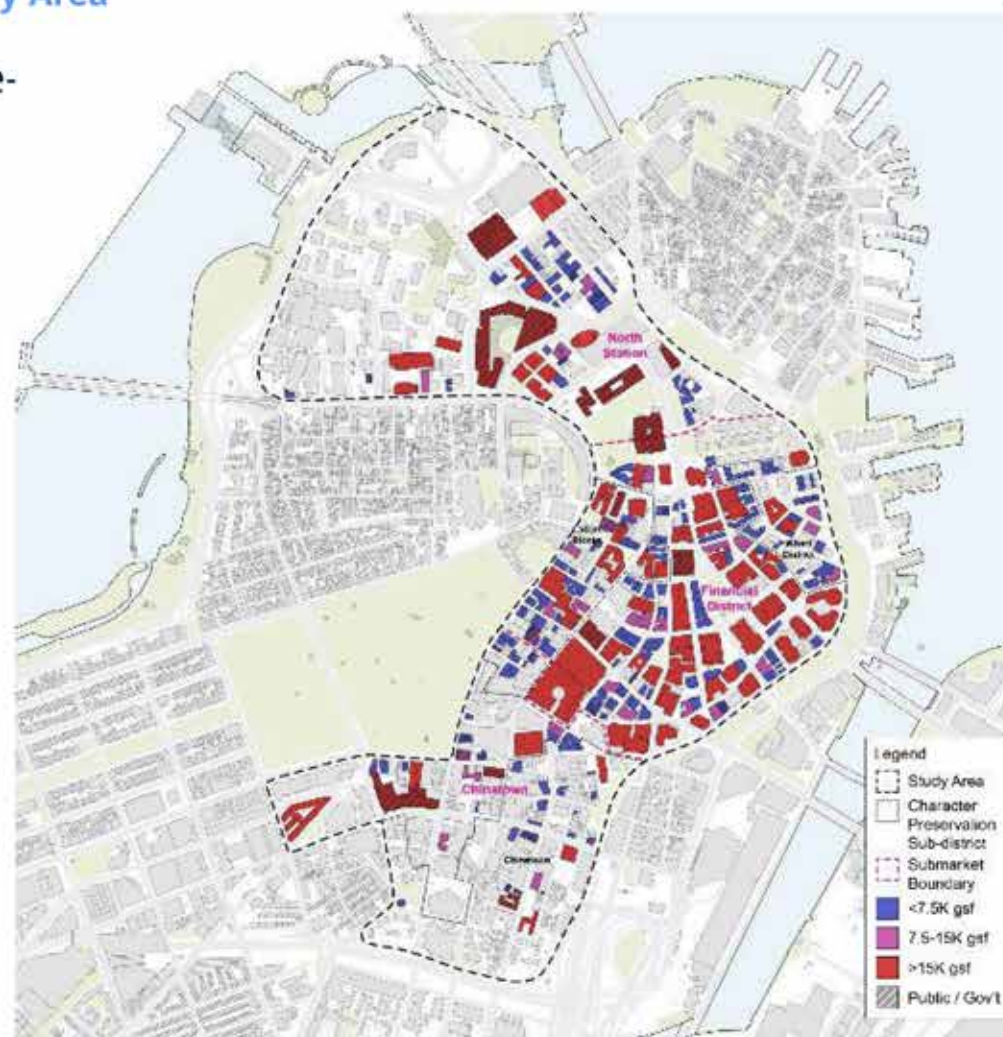 y Area
e-
North
Station
Financial
District
Chinatown
Chinatown
Legend
Study Area
Character
Preservation
Sub-district
Submarket
Boundary
<7.5K gsf
7.5-15K gsf
>15K gsf
Public / Gov't